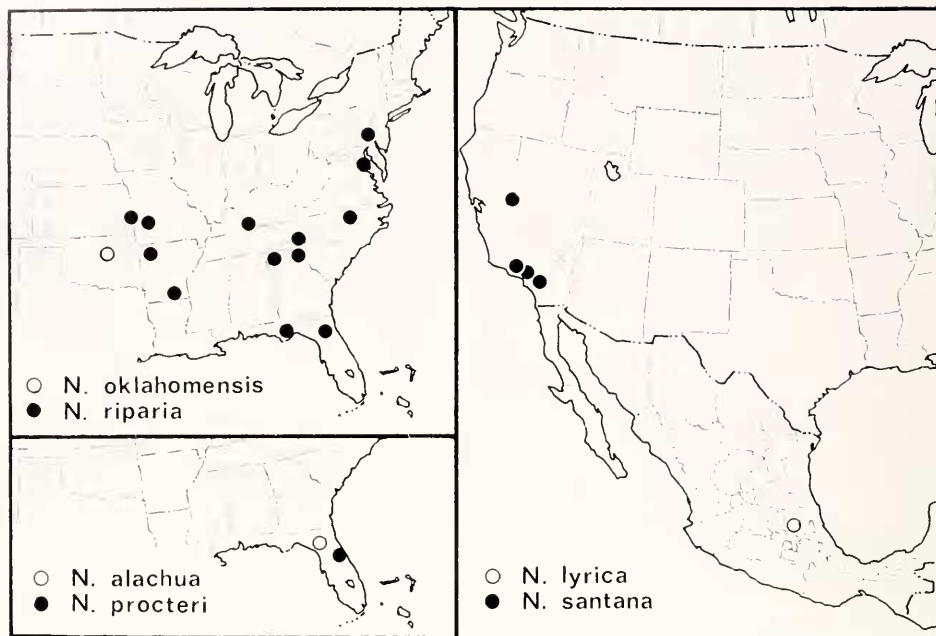 N. oklahomensis
N. riparia
N. alachua
N. procteri
N. lyrica
N. santana